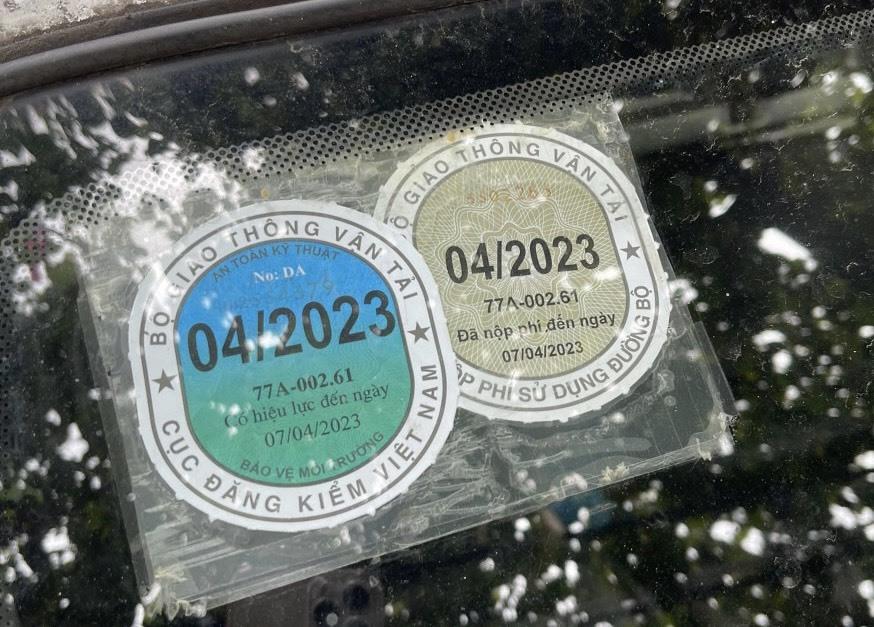 BỘ GIAO THÔNG VẬN TẢI
AN TOÀN KỸ THUẬT
No: DA
04/2023
77A-002.61
Có hiệu lực đến ngày
07/04/2023
BẢO VỆ MÔI TRƯỜNG
CỤC ĐĂNG KIỂM VIỆT NAM
BỘ GIAO THÔNG VẬN TẢI
04/2023
77A-002.61
Đã nộp phí đến ngày
07/04/2023
ỘP PHÍ SỬ DỤNG ĐƯỜNG BỘ